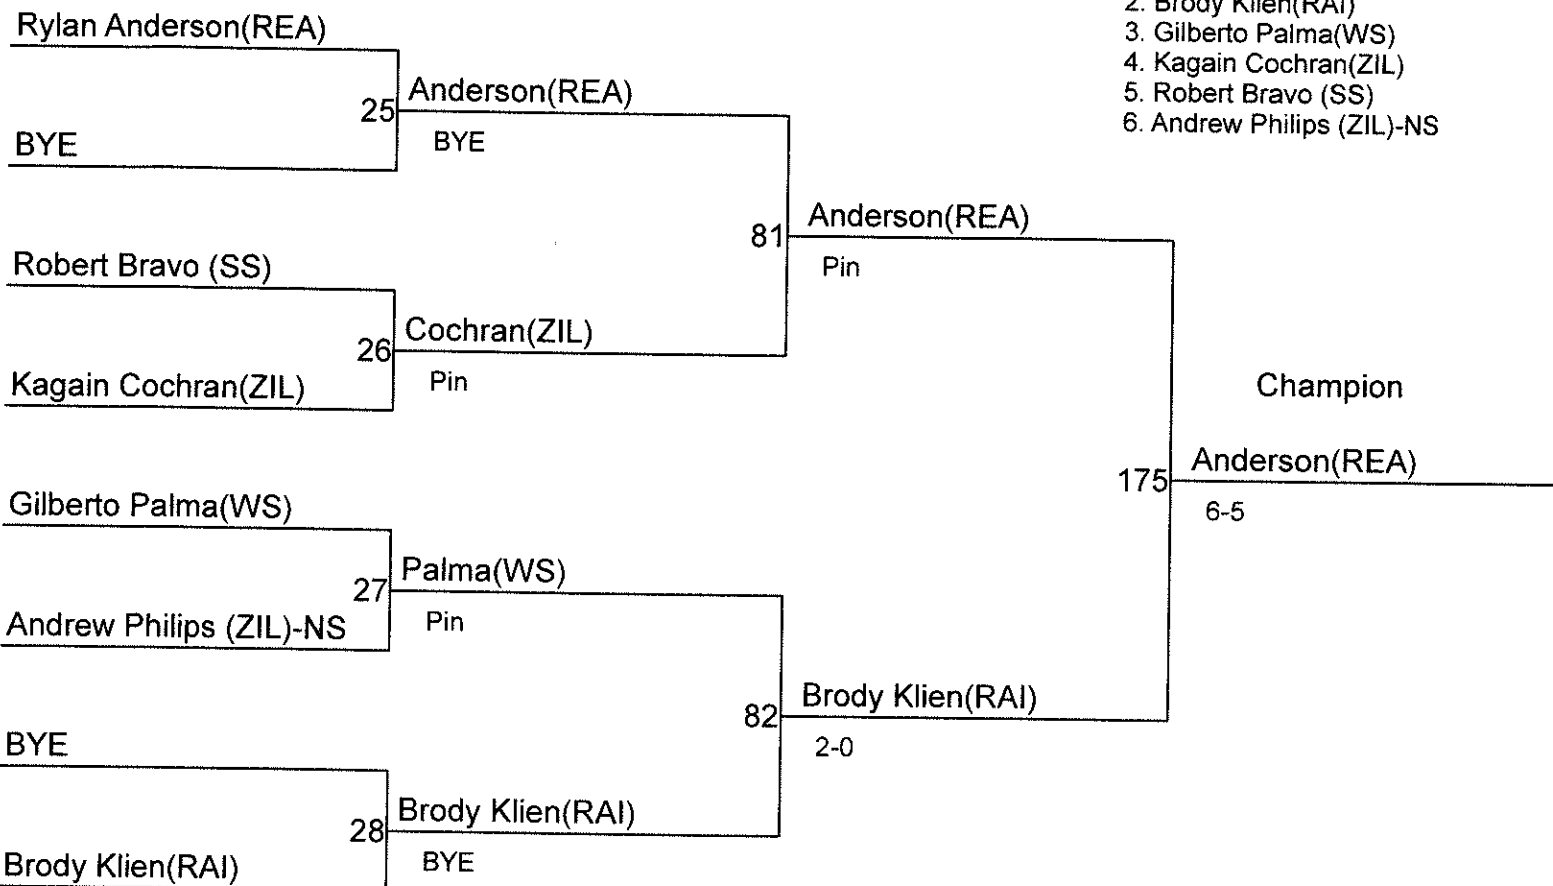 Rylan Anderson(REA)
25
Anderson(REA)
BYE
BYE
Robert Bravo (SS)
26
Cochran(ZIL)
Pin
Kagain Cochran(ZIL)
81
Anderson(REA)
Pin
Gilberto Palma(WS)
27
Palma(WS)
Pin
Andrew Philips (ZIL)-NS
BYE
28
Brody Klien(RAI)
BYE
Brody Klien(RAI)
82
Brody Klien(RAI)
2-0
Champion
175
Anderson(REA)
6-5
2. Brody Klien(RAI)
3. Gilberto Palma(WS)
4. Kagain Cochran(ZIL)
5. Robert Bravo (SS)
6. Andrew Philips (ZIL)-NS